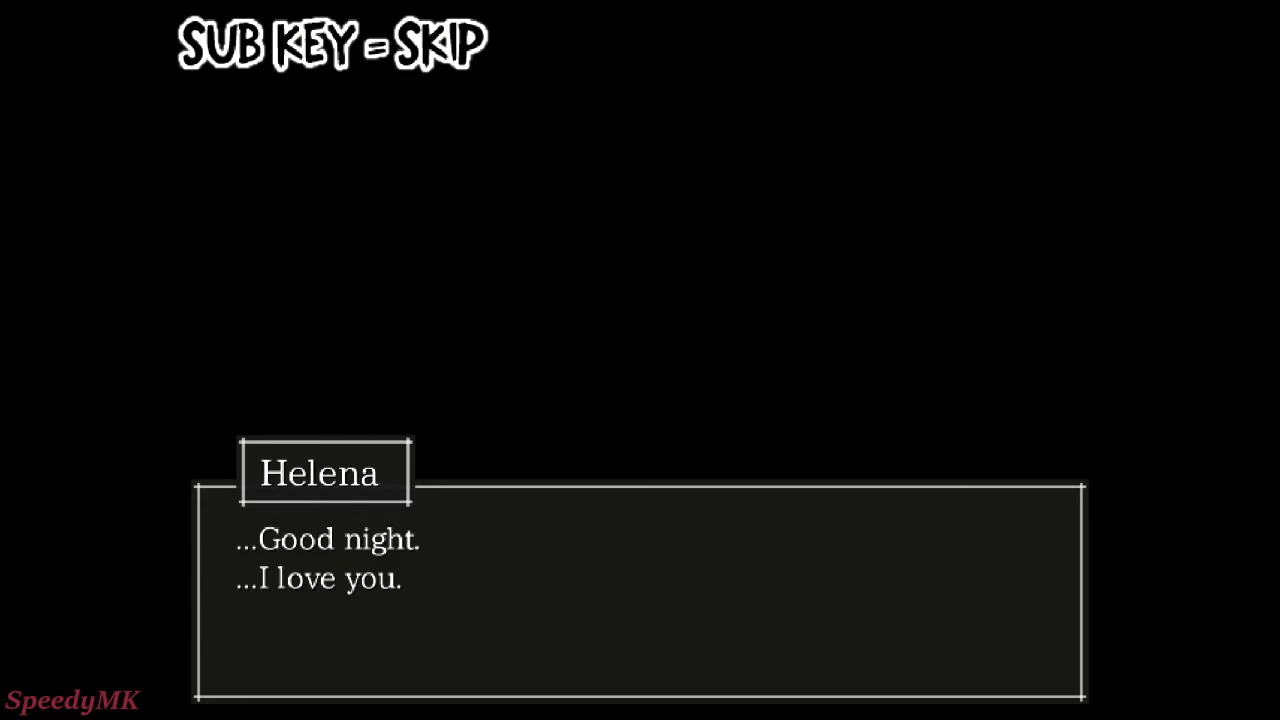 SUB KEY = SKIP
Helena
...Good night.
...I love you.
SpeedyMK